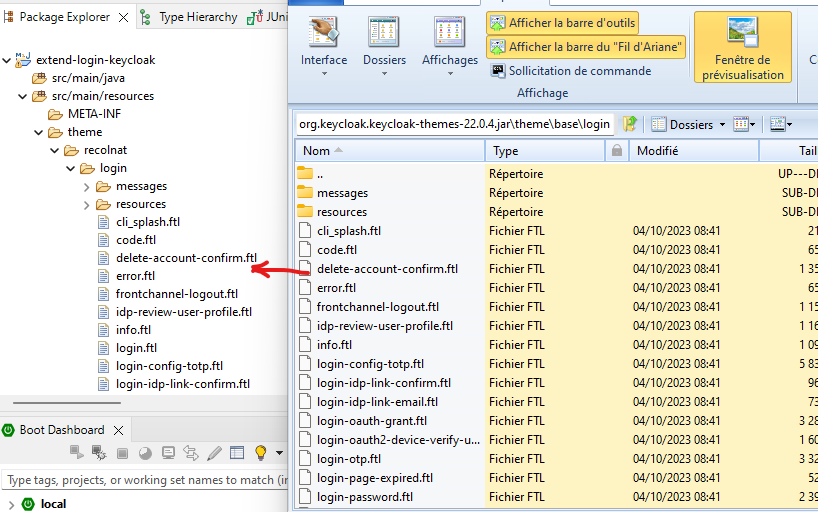 Package Explorer
Type Hierarchy
JUni
extend-login-keycloak
src/main/java
src/main/resources
META-INF
theme
recolnat
login
messages
resources
cli_splash.ftl
code.ftl
delete-account-confirm.ftl
error.ftl
frontchannel-logout.ftl
idp-review-user-profile.ftl
info.ftl
login.ftl
login-config-totp.ftl
login-idp-link-confirm.ftl
Boot Dashboard
Type tags, projects, or working set names to match (in
local
Interface
Dossiers
Affichages
Afficher la barre d'outils
Afficher la barre du "Fil d'Ariane"
Sollicitation de commande
Affichage
Fenêtre de
prévisualisation
org.keycloak.keycloak-themes-22.0.4.jar\theme\base\login
Dossiers
Nom Type Modifié Tail
.. Répertoire UP---DI
messages Répertoire SUB-DI
resources Répertoire SUB-DI
cli_splash.ftl Fichier FTL 04/10/2023 08:41 21
code.ftl Fichier FTL 04/10/2023 08:41 65
delete-account-confirm.ftl Fichier FTL 04/10/2023 08:41 1 35
error.ftl Fichier FTL 04/10/2023 08:41 65
frontchannel-logout.ftl Fichier FTL 04/10/2023 08:41 1 15
idp-review-user-profile.ftl Fichier FTL 04/10/2023 08:41 1 16
info.ftl Fichier FTL 04/10/2023 08:41 1 09
login-config-totp.ftl Fichier FTL 04/10/2023 08:41 5 83
login-idp-link-confirm.ftl Fichier FTL 04/10/2023 08:41 96
login-idp-link-email.ftl Fichier FTL 04/10/2023 08:41 73
login-oauth-grant.ftl Fichier FTL 04/10/2023 08:41 3 28
login-oauth2-device-verify-u... Fichier FTL 04/10/2023 08:41 1 60
login-otp.ftl Fichier FTL 04/10/2023 08:41 3 32
login-page-expired.ftl Fichier FTL 04/10/2023 08:41 52
login-password.ftl Fichier FTL 04/10/2023 08:41 2 39